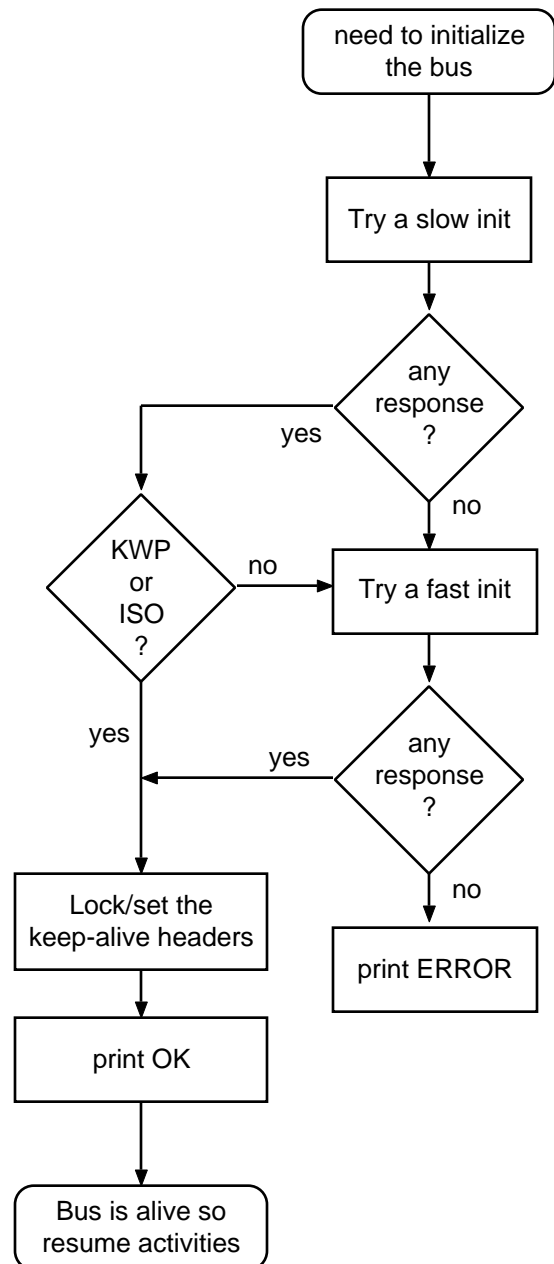 need to initialize
the bus
Try a slow init
any
response
?
yes
no
KWP
or
ISO
?
no
Try a fast init
yes
yes
any
response
?
no
Lock/set the
keep-alive headers
print ERROR
print OK
Bus is alive so
resume activities